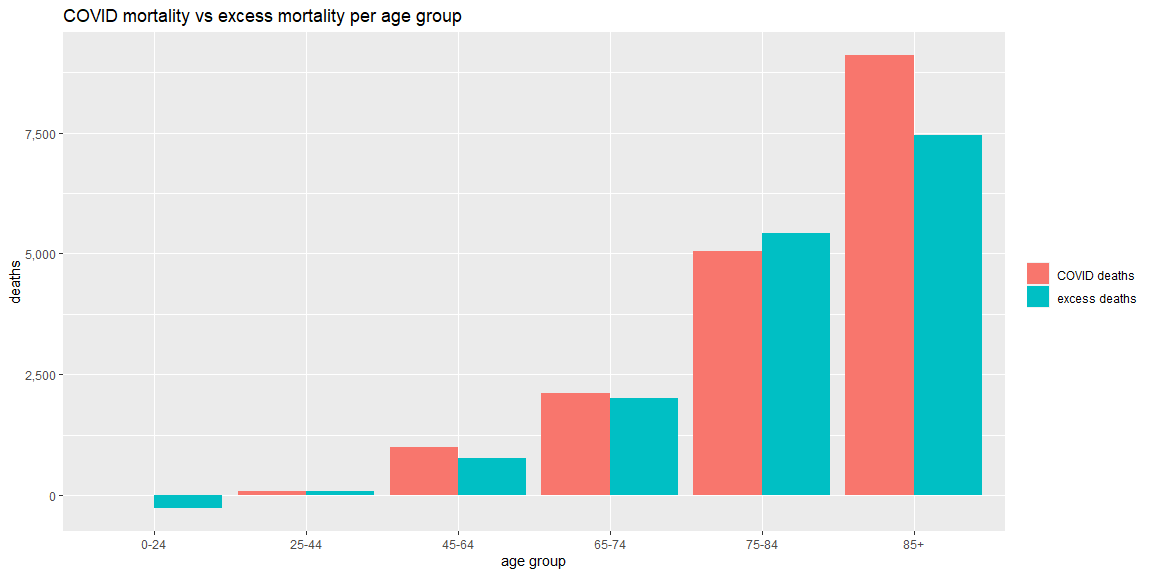 COVID mortality vs excess mortality per age group
deaths
7,500
5,000
2,500
0
0-24 25-44 45-64 65-74 75-84 85+
age group
COVID deaths
excess deaths